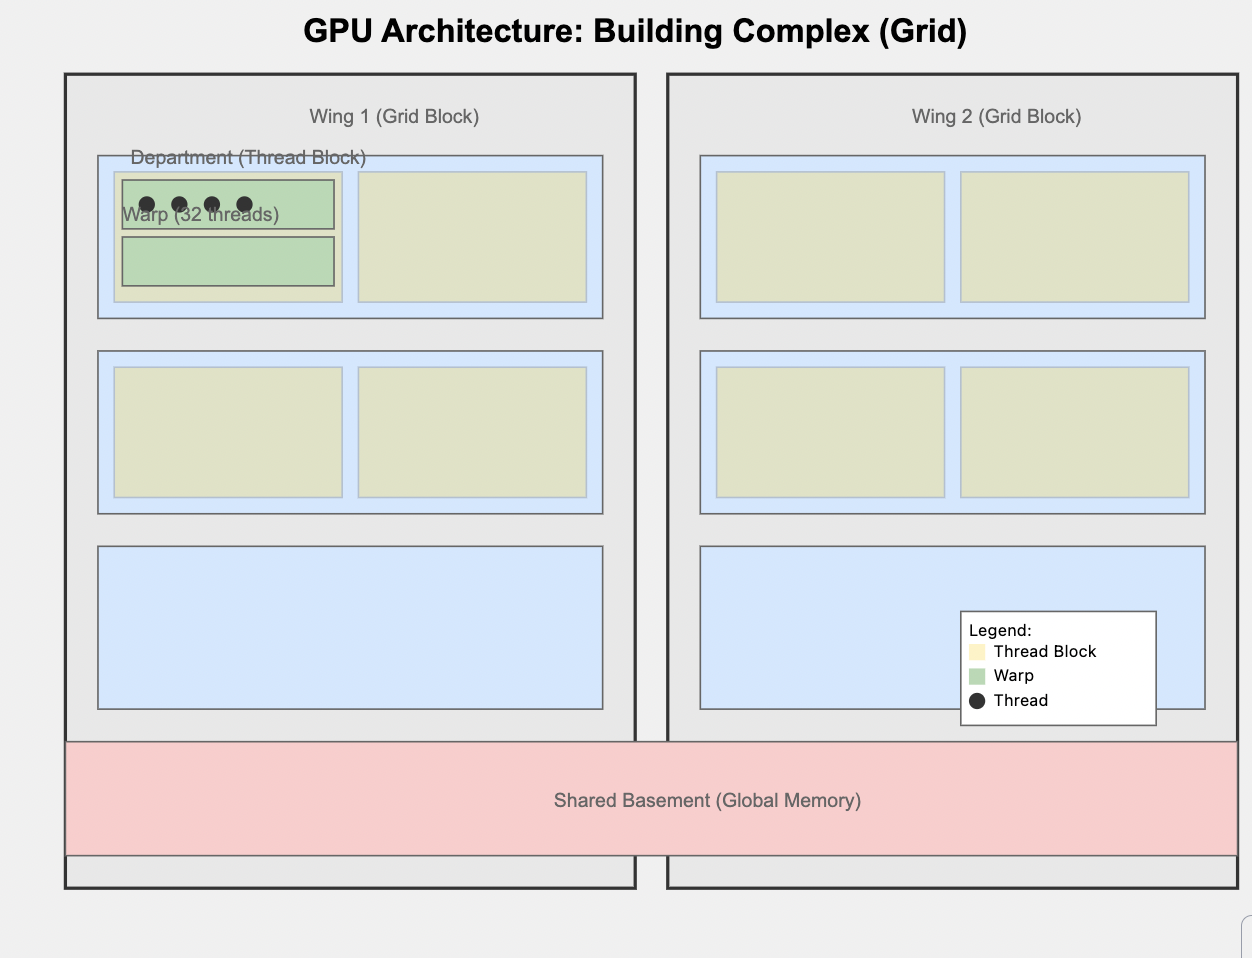 GPU Architecture: Building Complex (Grid)
Wing 1 (Grid Block)
Wing 2 (Grid Block)
Department (Thread Block)
Warp (32 threads)
Legend:
Thread Block
Warp
Thread
Shared Basement (Global Memory)